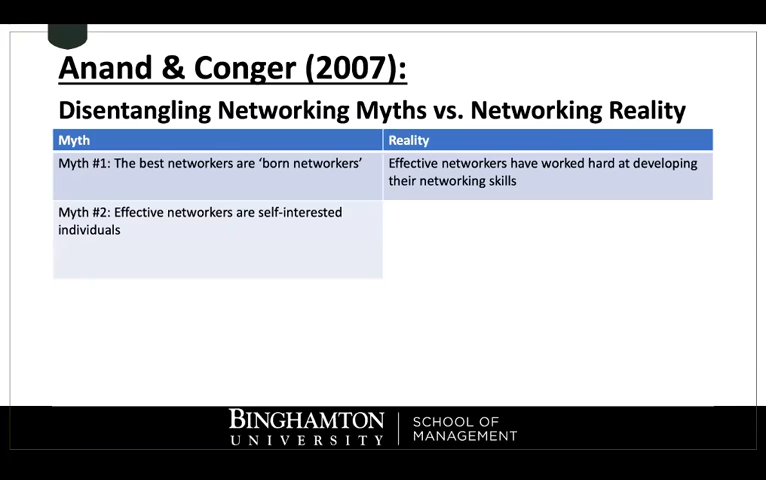 Anand & Conger (2007):
Disentangling Networking Myths vs. Networking Reality
Myth
Reality
Myth #1: The best networkers are ‘born networkers’
Effective networkers have worked hard at developing
their networking skills
Myth #2: Effective networkers are self-interested
individuals
BINGHAMTON
UNIVERSITY
SCHOOL OF
MANAGEMENT